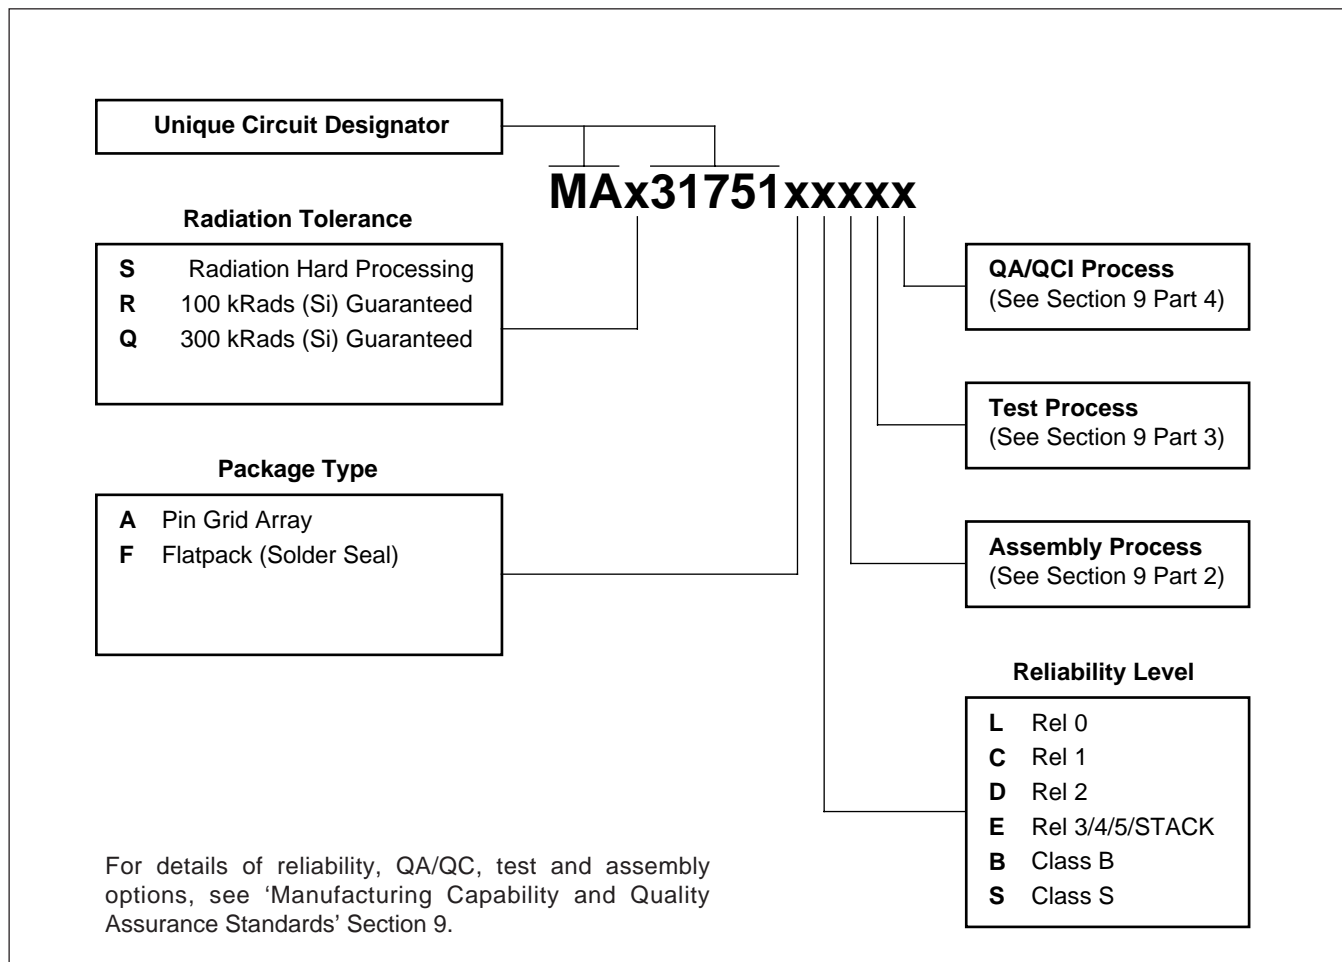 Unique Circuit Designator
MAx31751xxxxx
Radiation Tolerance
S Radiation Hard Processing
R 100 kRads (Si) Guaranteed
Q 300 kRads (Si) Guaranteed
Package Type
A Pin Grid Array
F Flatpack (Solder Seal)
QA/QCI Process
(See Section 9 Part 4)
Test Process
(See Section 9 Part 3)
Assembly Process
(See Section 9 Part 2)
Reliability Level
L Rel 0
C Rel 1
D Rel 2
E Rel 3/4/5/STACK
B Class B
S Class S
For details of reliability, QA/QC, test and assembly
options, see ‘Manufacturing Capability and Quality
Assurance Standards’ Section 9.